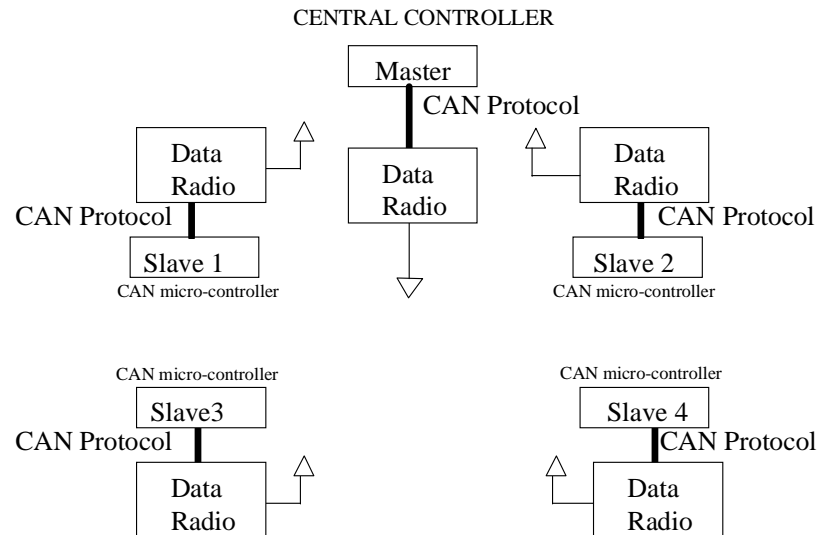 CENTRAL CONTROLLER
Master
CAN Protocol
Data
Radio
Data
Radio
Data
Radio
CAN Protocol
CAN Protocol
Slave 1
Slave 2
CAN micro-controller
CAN micro-controller
CAN micro-controller
CAN micro-controller
Slave3
Slave 4
CAN Protocol
CAN Protocol
Data
Radio
Data
Radio